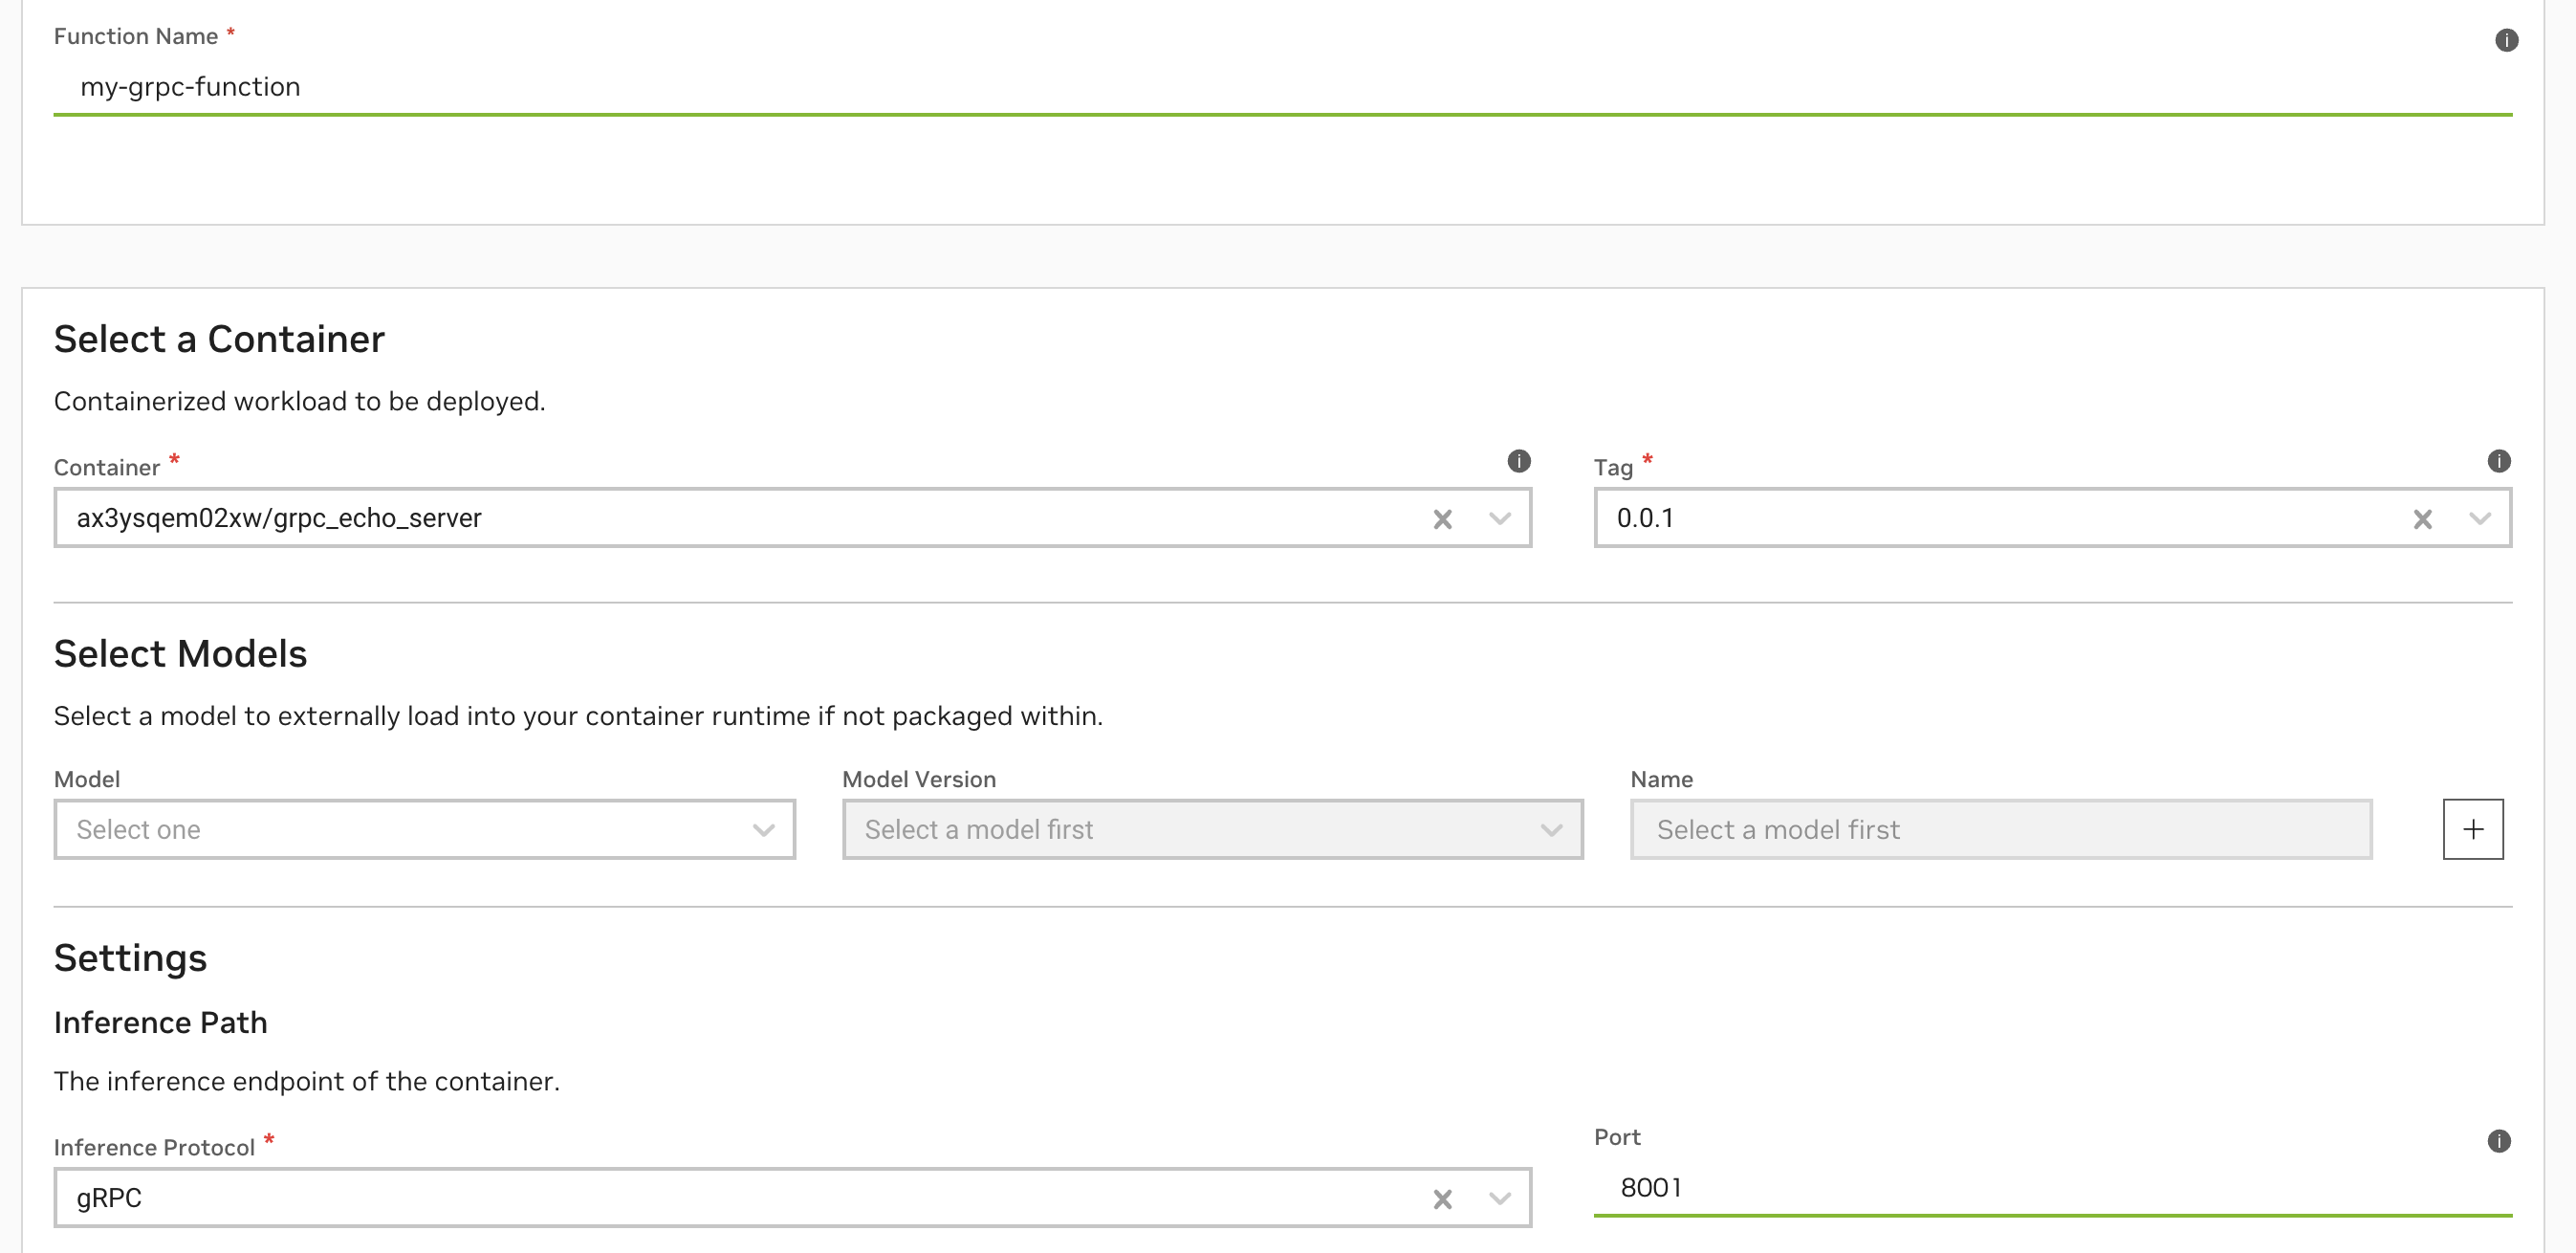 Function Name *
my-grpc-function
Select a Container
Containerized workload to be deployed.
Container *
Tag *
ax3ysqem02xw/grpc_echo_server
0.0.1
Select Models
Select a model to externally load into your container runtime if not packaged within.
Model
Model Version
Name
Select one
Select a model first
Select a model first
Settings
Inference Path
The inference endpoint of the container.
Inference Protocol *
Port
gRPC
8001